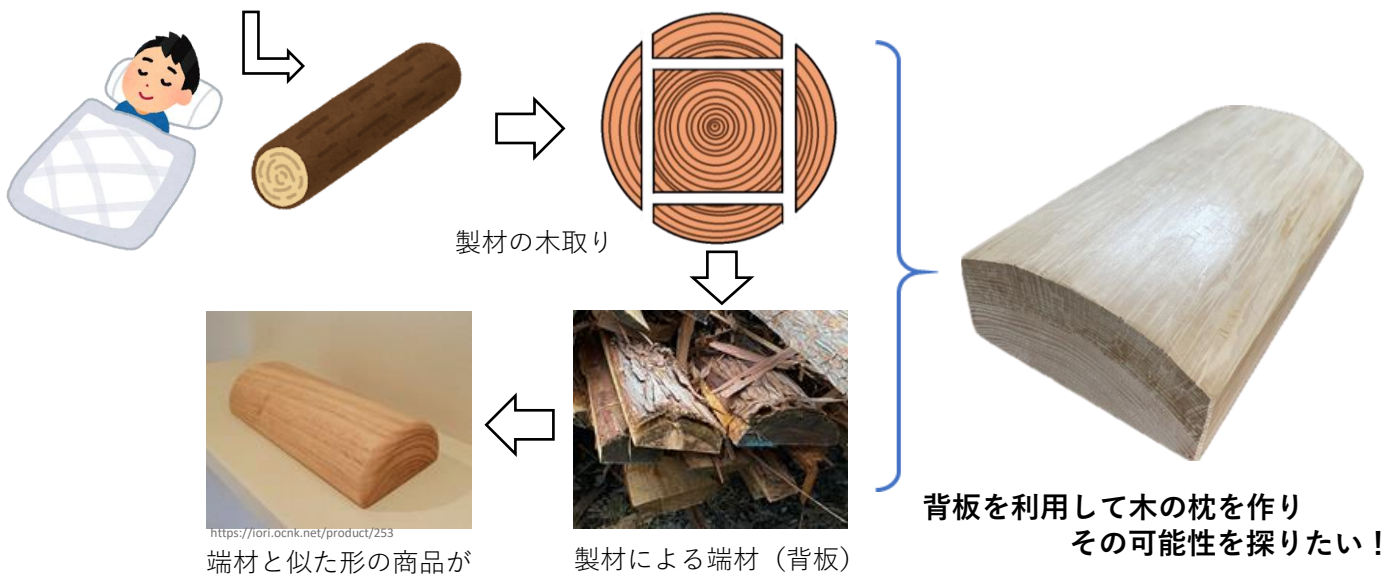 製材の木取り
https://iori.ocnk.net/product/253
端材と似た形の商品が
製材による端材（背板）
背板を利用して木の枕を作り
その可能性を探りたい！